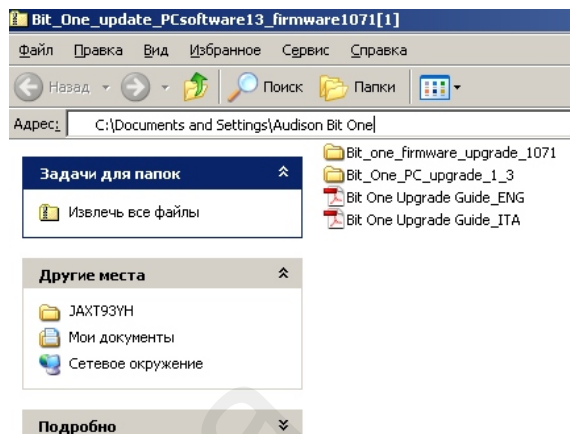 Bit_One_update_PCsoftware13_firmware1071[1]
Файл Правка Вид Избранное Сервис Справка
Назад Поиск Папки
Адрес: C:\Documents and Settings\Audison Bit One
Задачи для папок
Извлечь все файлы
Другие места
JAXT93YH
Мои документы
Сетевое окружение
Подробно
Bit_one_firmware_upgrade_1071
Bit_One_PC_upgrade_1_3
Bit One Upgrade Guide_ENG
Bit One Upgrade Guide_ITA